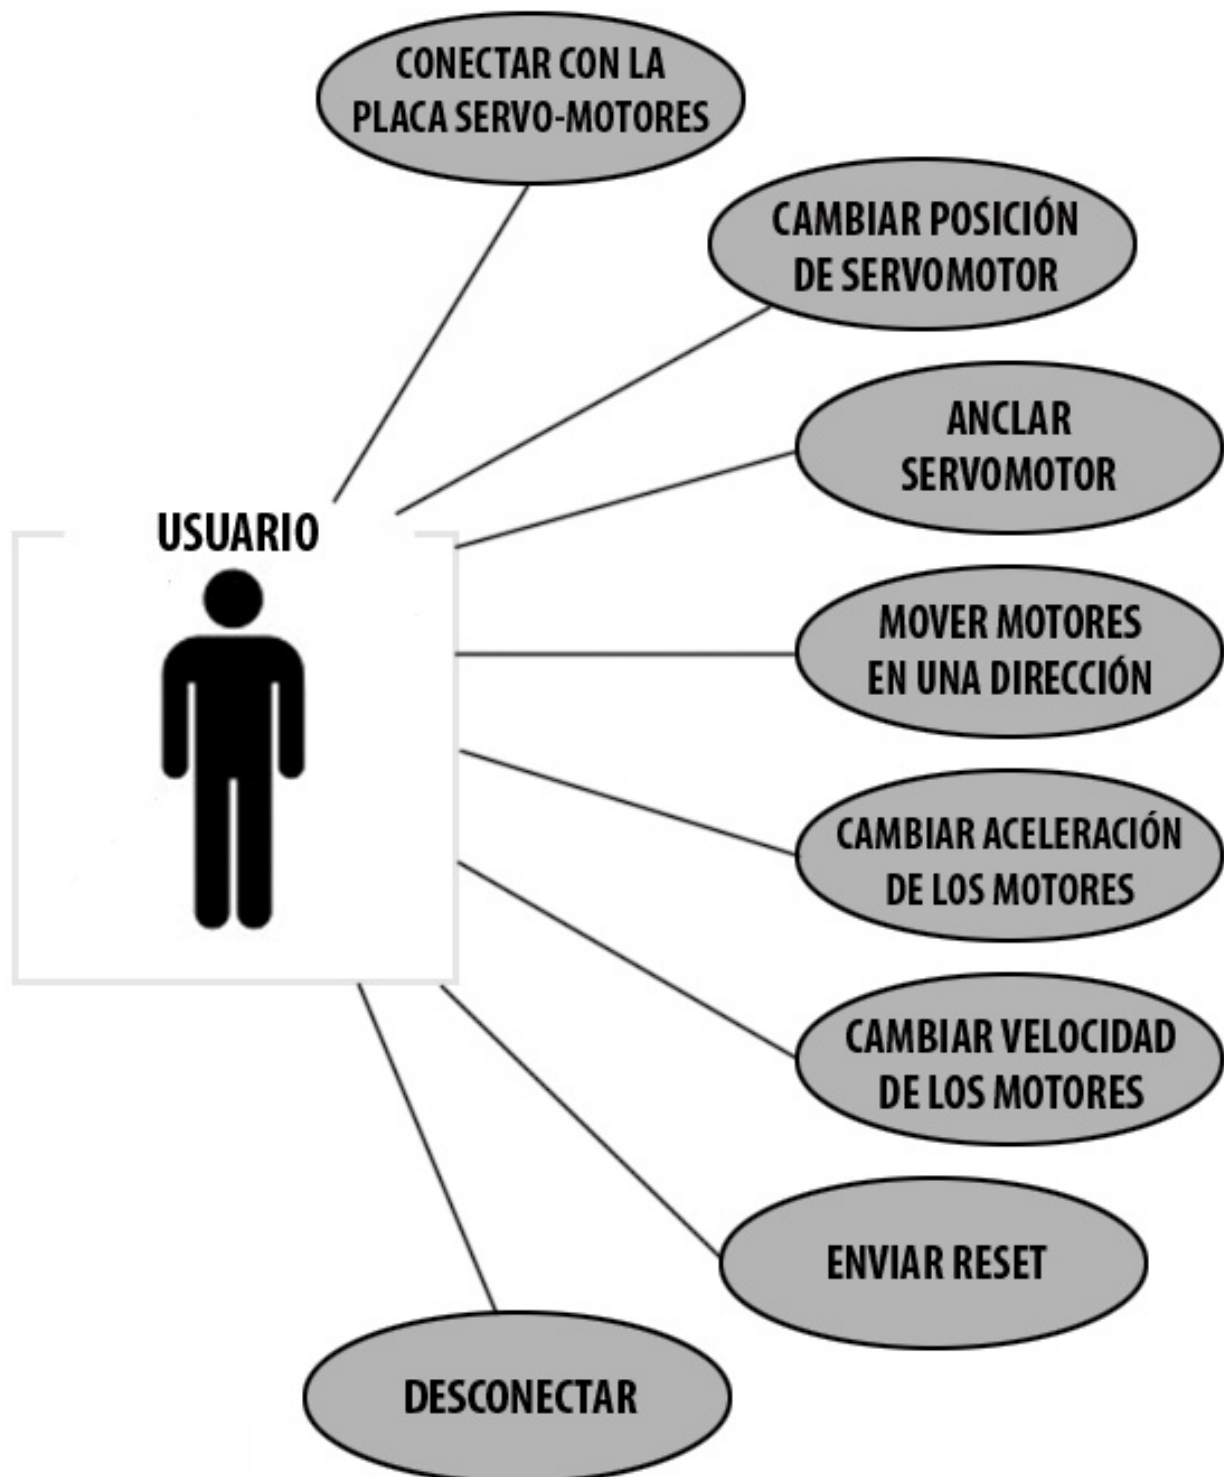 CONECTAR CON LA
PLACA SERVO-MOTORES
CAMBIAR POSICIÓN
DE SERVOMOTOR
ANCLAR
SERVOMOTOR
USUARIO
MOVER MOTORES
EN UNA DIRECCIÓN
CAMBIAR ACELERACIÓN
DE LOS MOTORES
CAMBIAR VELOCIDAD
DE LOS MOTORES
ENVIAR RESET
DESCONECTAR